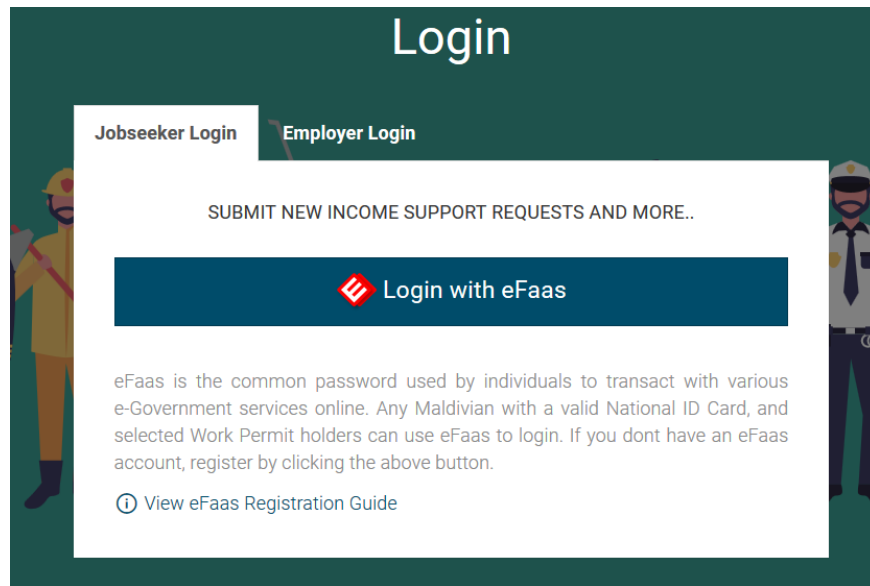 Login
Jobseeker Login
Employer Login
SUBMIT NEW INCOME SUPPORT REQUESTS AND MORE..
Login with eFaas
eFaas is the common password used by individuals to transact with various
e-Government services online. Any Maldivian with a valid National ID Card, and
selected Work Permit holders can use eFaas to login. If you dont have an eFaas
account, register by clicking the above button.
View eFaas Registration Guide